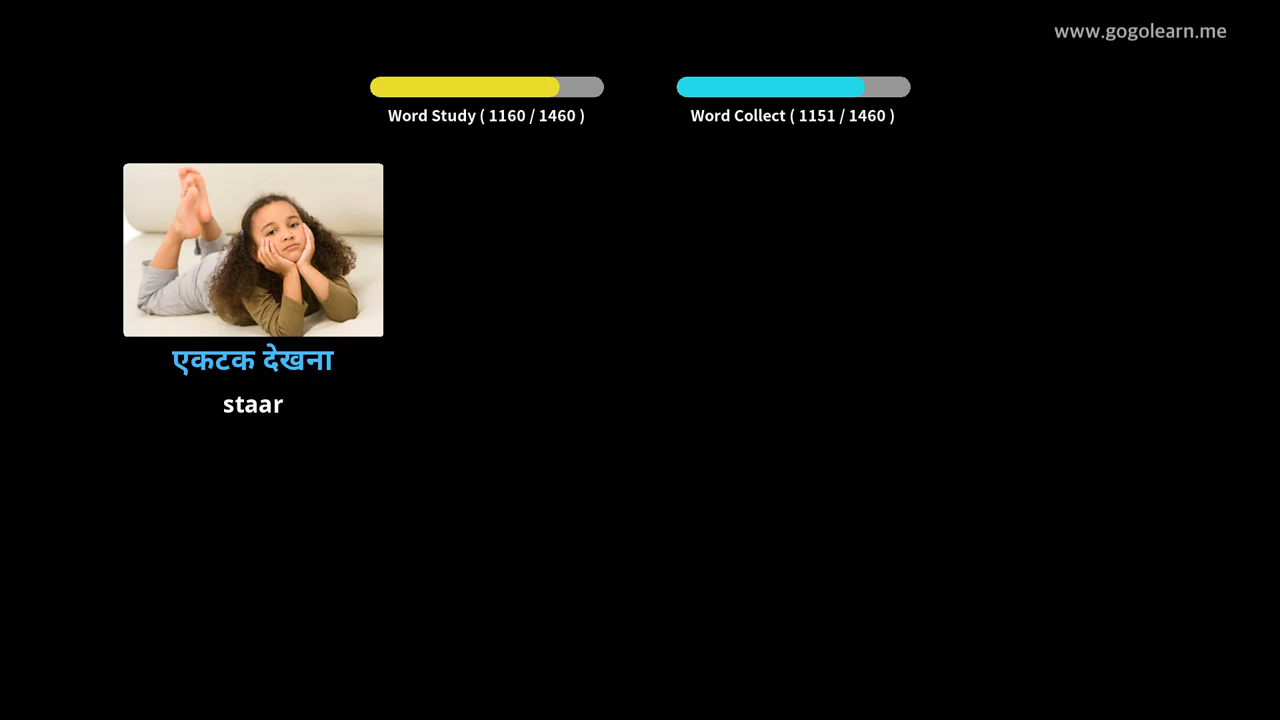 www.gogolearn.me
Word Study ( 1160 / 1460 )
Word Collect ( 1151 / 1460 )
एकटक देखना
staar